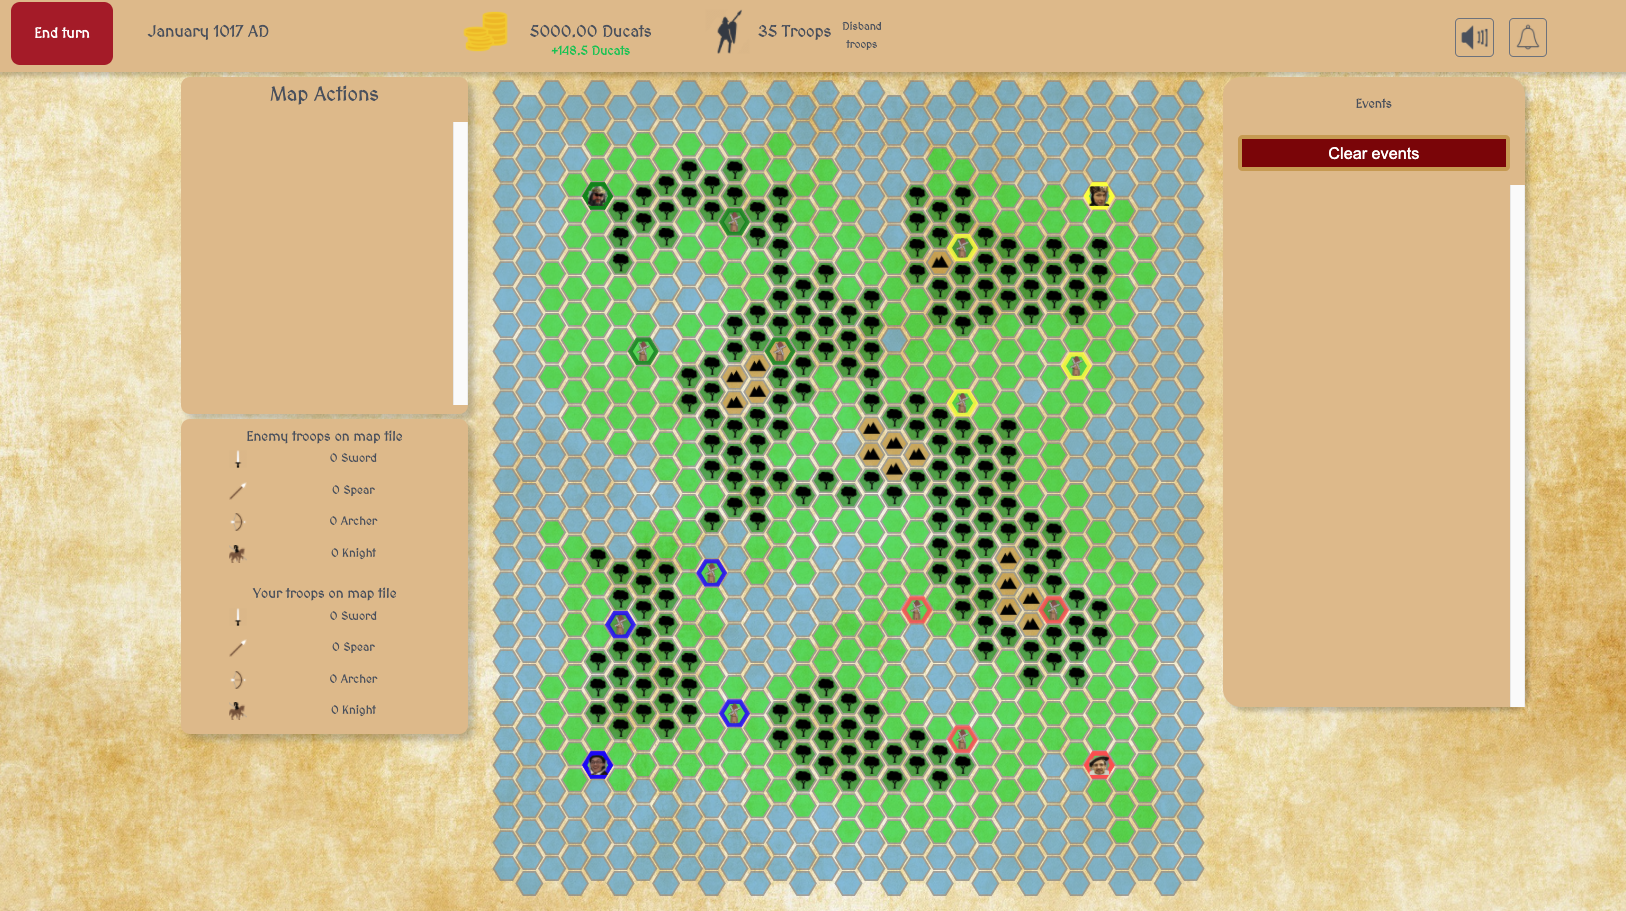 End turn
January 1017 AD
5000.00 Ducats
+148.5 Ducats
35 Troops
Disband
troops
Map Actions
Enemy troops on map tile
0 Sword
0 Spear
0 Archer
0 Knight
Your troops on map tile
0 Sword
0 Spear
0 Archer
0 Knight
Events
Clear events